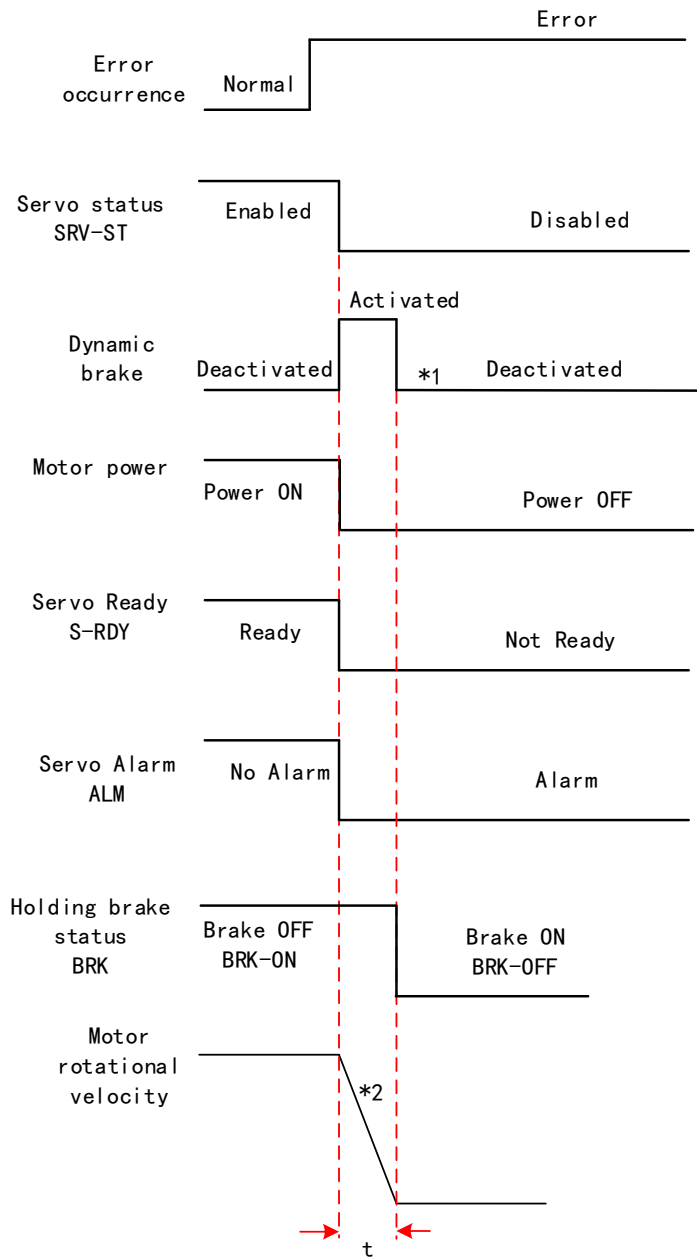 Error
Error
occurrence
Normal
Servo status
SRV-ST
Enabled
Disabled
Activated
Dynamic
brake
Deactivated
*1
Deactivated
Motor power
Power ON
Power OFF
Servo Ready
S-RDY
Ready
Not Ready
Servo Alarm
ALM
No Alarm
Alarm
Holding brake
status
BRK
Brake OFF
BRK-ON
Brake ON
BRK-OFF
Motor
rotational
velocity
*2
t